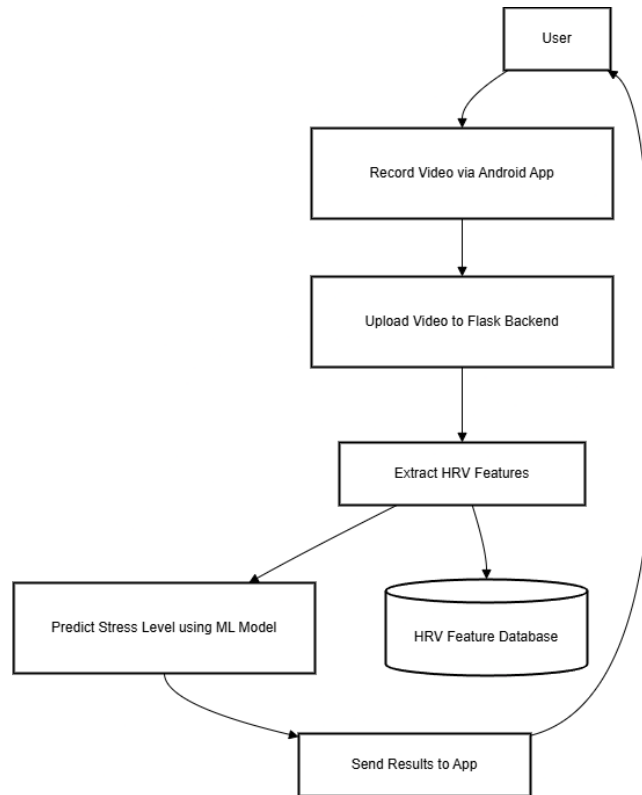 User
Record Video via Android App
Upload Video to Flask Backend
Extract HRV Features
Predict Stress Level using ML Model
HRV Feature Database
Send Results to App